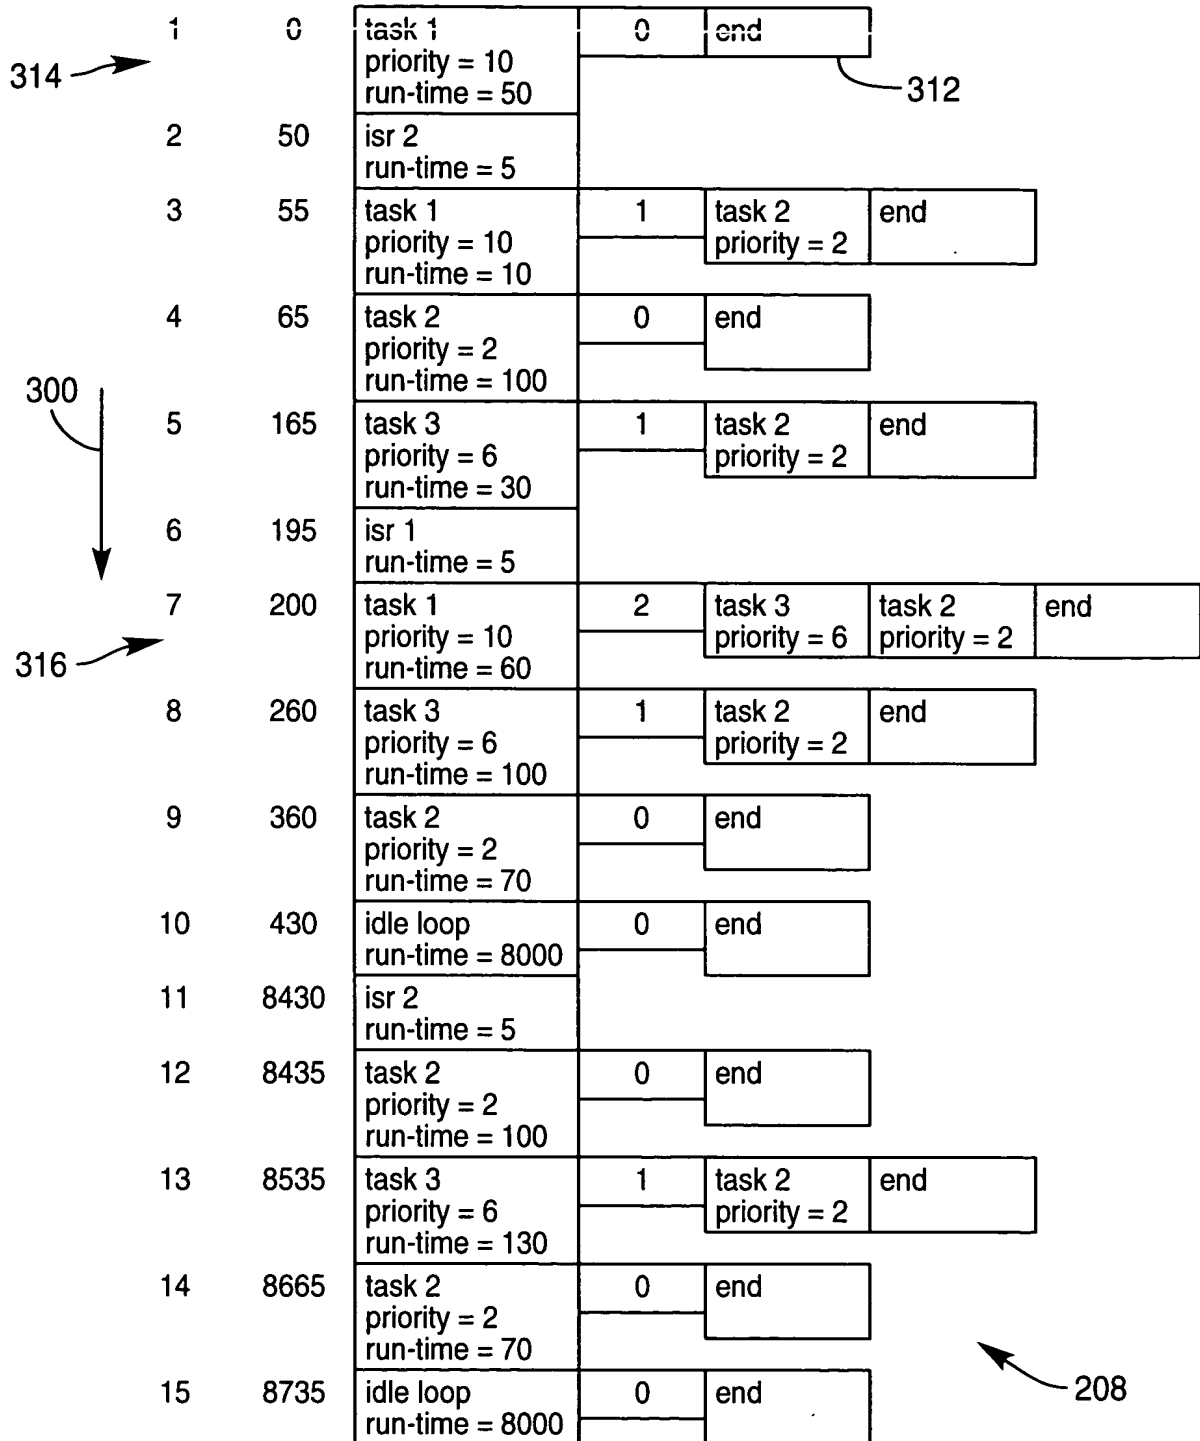 1 0 task 1 0 end
priority = 10
314
run-time = 50 312
2 50 isr 2
run-time = 5
3 55 task 1 1 task 2 end
priority = 10 priority = 2
run-time = 10
4 65 task 2 0 end
priority = 2
run-time = 100
300
5 165 task 3 1 task 2 end
priority = 6 priority = 2
run-time = 30
6 195 isr 1
run-time = 5
7 200 task 1 2 task 3 task 2 end
priority = 10 priority = 6 priority = 2
316 run-time = 60
8 260 task 3 1 task 2 end
priority = 6 priority = 2
run-time = 100
9 360 task 2 0 end
priority = 2
run-time = 70
10 430 idle loop 0 end
run-time = 8000
11 8430 isr 2
run-time = 5
12 8435 task 2 0 end
priority = 2
run-time = 100
13 8535 task 3 1 task 2 end
priority = 6 priority = 2
run-time = 130
14 8665 task 2 0 end
priority = 2
run-time = 70
15 8735 idle loop 0 end 208
run-time = 8000